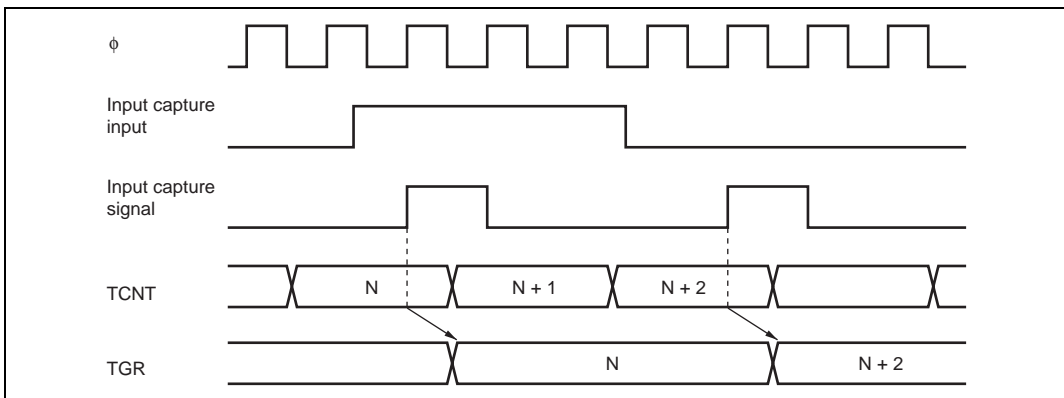 ϕ
Input capture
input
Input capture
signal
TCNT
N
N + 1
N + 2
TGR
N
N + 2